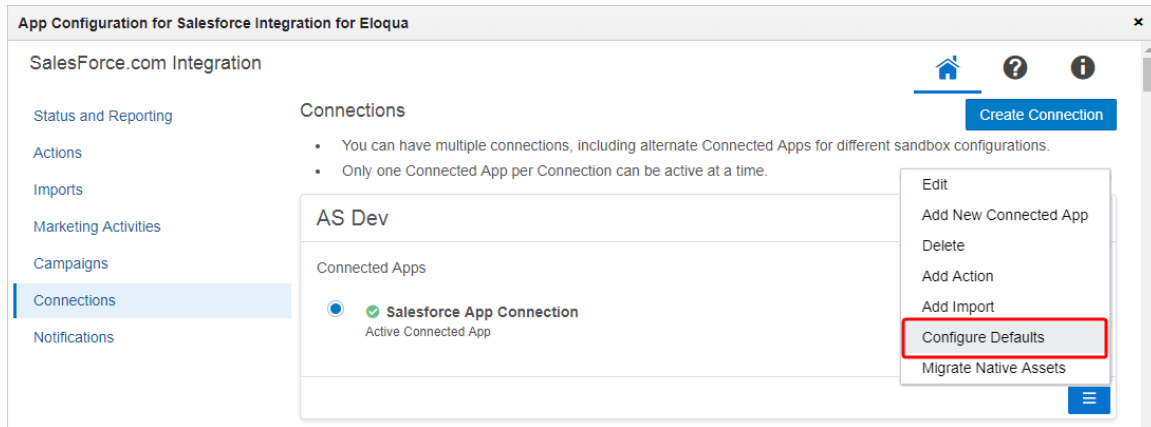 App Configuration for Salesforce Integration for Eloqua
SalesForce.com Integration
Status and Reporting
Actions
Imports
Marketing Activities
Campaigns
Connections
Notifications
Connections
Create Connection
• You can have multiple connections, including alternate Connected Apps for different sandbox configurations.
• Only one Connected App per Connection can be active at a time.
AS Dev
Connected Apps
Salesforce App Connection
Active Connected App
Edit
Add New Connected App
Delete
Add Action
Add Import
Configure Defaults
Migrate Native Assets